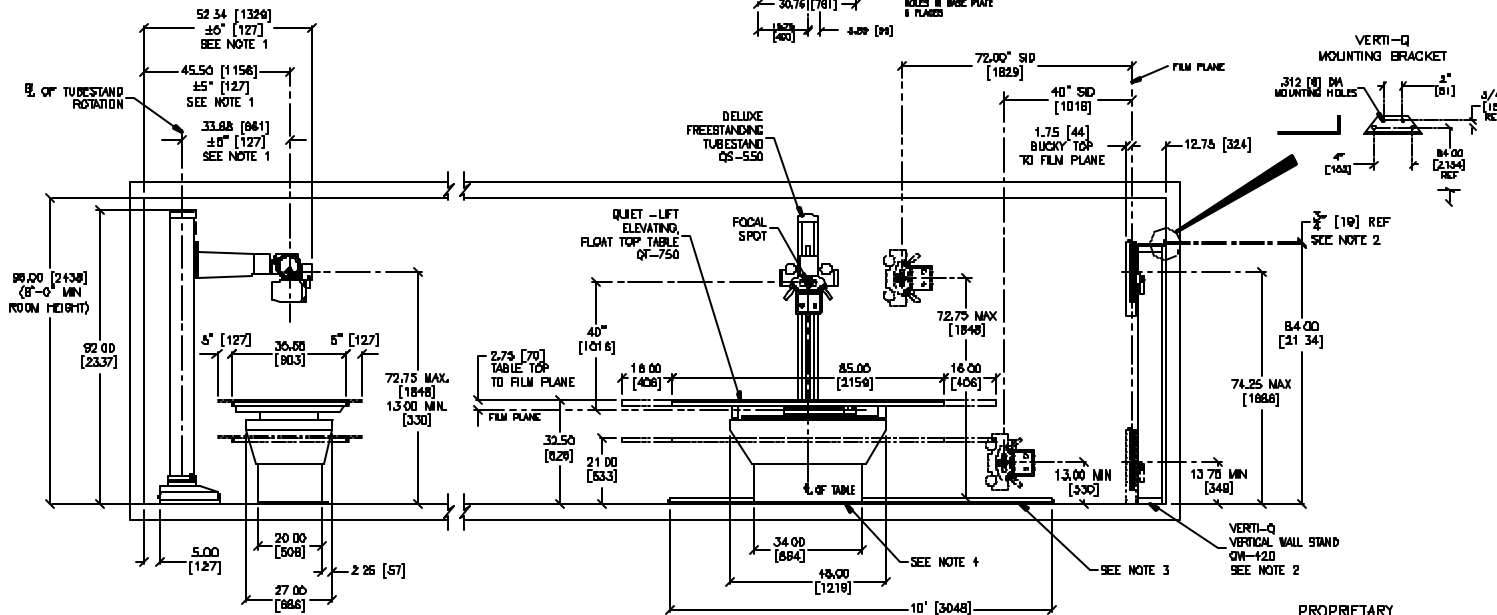 52.34 [1329]
±5" [127]
SEE NOTE 1
45.50 [1156]
±5" [127]
SEE NOTE 1
33.88 [861]
±5" [127]
SEE NOTE 1
OF TUBESTAND
ROTATION
30.76 [781]
HOLES IN BASE PLATE
PLACES
72.00" SID
[1829]
FILM PLANE
40" SID
[1016]
1.75 [44]
BUCKY TOP
TO FILM PLANE
12.75 [324]
VERTI-Q
MOUNTING BRACKET
.312 [8] DIA
MOUNTING HOLES
2"
[51]
4"
84.00
[2134]
REF
DELUXE
FREESTANDING
TUBESTAND
QS-550
QUIET-LIFT
ELEVATING,
FLOAT TOP TABLE
QT-750
FOCAL
SPOT
[19] REF
SEE NOTE 2
96.00 [2438]
(8'-0" MIN
ROOM HEIGHT)
92.00
[2337]
5" [127]
[903]
5" [127]
72.75 MAX.
[1848]
13.00 MIN.
[330]
2.75 [70]
TABLE TOP
TO FILM PLANE
FILM PLANE
40"
[1016]
16.00
[406]
85.00
[2159]
16.00
[406]
72.75 MAX
[1848]
84.00
[2134]
74.25 MAX
[1886]
32.50
[826]
21.00
[533]
13.00 MIN
[330]
13.75 MIN
[349]
OF TABLE
5.00
[127]
20.00
[508]
27.00
[686]
2.25 [57]
34.00
[864]
48.00
[1219]
10' [3048]
SEE NOTE 4
SEE NOTE 3
VERTI-Q
VERTICAL WALL STAND
QW-420
SEE NOTE 2
PROPRIETARY